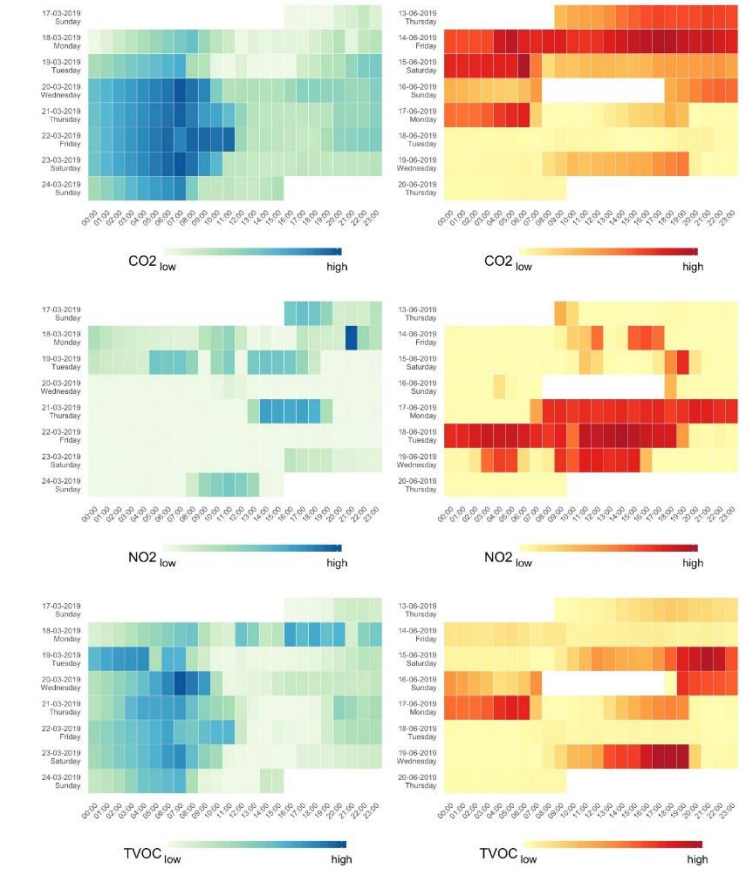 17-03-2019
Sunday
18-03-2019
Monday
19-03-2019
Tuesday
20-03-2019
Wednesday
21-03-2019
Thursday
22-03-2019
Friday
23-03-2019
Saturday
24-03-2019
Sunday
00:00 01:00 02:00 03:00 04:00 05:00 06:00 07:00 08:00 09:00 10:00 11:00 12:00 13:00 14:00 15:00 16:00 17:00 18:00 19:00 20:00 21:00 22:00 23:00
CO2 low high
13-06-2019
Thursday
14-06-2019
Friday
15-06-2019
Saturday
16-06-2019
Sunday
17-06-2019
Monday
18-06-2019
Tuesday
19-06-2019
Wednesday
20-06-2019
Thursday
00:00 01:00 02:00 03:00 04:00 05:00 06:00 07:00 08:00 09:00 10:00 11:00 12:00 13:00 14:00 15:00 16:00 17:00 18:00 19:00 20:00 21:00 22:00 23:00
CO2 low high
17-03-2019
Sunday
18-03-2019
Monday
19-03-2019
Tuesday
20-03-2019
Wednesday
21-03-2019
Thursday
22-03-2019
Friday
23-03-2019
Saturday
24-03-2019
Sunday
00:00 01:00 02:00 03:00 04:00 05:00 06:00 07:00 08:00 09:00 10:00 11:00 12:00 13:00 14:00 15:00 16:00 17:00 18:00 19:00 20:00 21:00 22:00 23:00
NO2 low high
13-06-2019
Thursday
14-06-2019
Friday
15-06-2019
Saturday
16-06-2019
Sunday
17-06-2019
Monday
18-06-2019
Tuesday
19-06-2019
Wednesday
20-06-2019
Thursday
00:00 01:00 02:00 03:00 04:00 05:00 06:00 07:00 08:00 09:00 10:00 11:00 12:00 13:00 14:00 15:00 16:00 17:00 18:00 19:00 20:00 21:00 22:00 23:00
NO2 low high
17-03-2019
Sunday
18-03-2019
Monday
19-03-2019
Tuesday
20-03-2019
Wednesday
21-03-2019
Thursday
22-03-2019
Friday
23-03-2019
Saturday
24-03-2019
Sunday
00:00 01:00 02:00 03:00 04:00 05:00 06:00 07:00 08:00 09:00 10:00 11:00 12:00 13:00 14:00 15:00 16:00 17:00 18:00 19:00 20:00 21:00 22:00 23:00
TVOC low high
13-06-2019
Thursday
14-06-2019
Friday
15-06-2019
Saturday
16-06-2019
Sunday
17-06-2019
Monday
18-06-2019
Tuesday
19-06-2019
Wednesday
20-06-2019
Thursday
00:00 01:00 02:00 03:00 04:00 05:00 06:00 07:00 08:00 09:00 10:00 11:00 12:00 13:00 14:00 15:00 16:00 17:00 18:00 19:00 20:00 21:00 22:00 23:00
TVOC low high